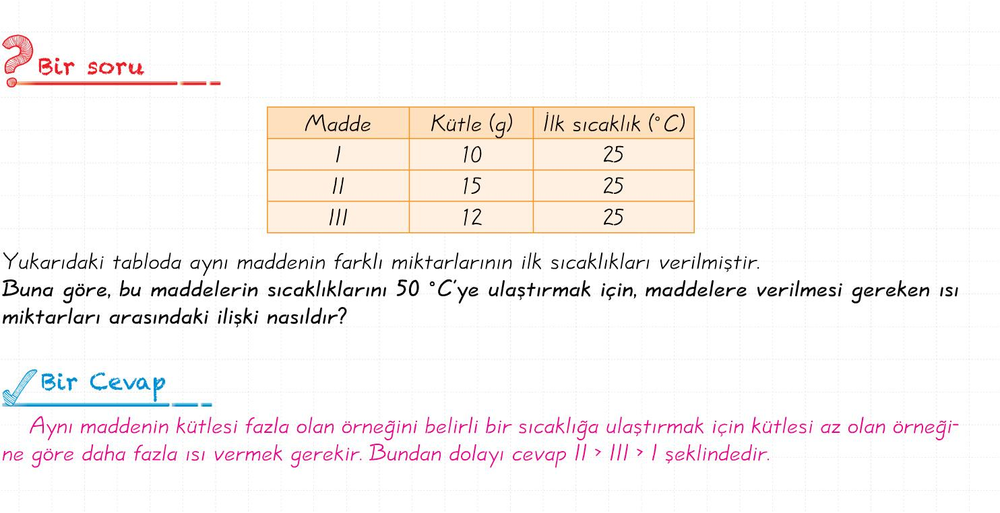 Bir soru
Madde Kütle (g) İlk sıcaklık (°C)
I 10 25
II 15 25
III 12 25
Yukarıdaki tabloda aynı maddenin farklı miktarlarının ilk sıcaklıkları verilmiştir.
Buna göre, bu maddelerin sıcaklıklarını 50 °C'ye ulaştırmak için, maddelere verilmesi gereken ısı
miktarları arasındaki ilişki nasıldır?
Bir Cevap
Aynı maddenin kütlesi fazla olan örneğini belirli bir sıcaklığa ulaştırmak için kütlesi az olan örneği-
ne göre daha fazla ısı vermek gerekir. Bundan dolayı cevap II > III > I şeklindedir.